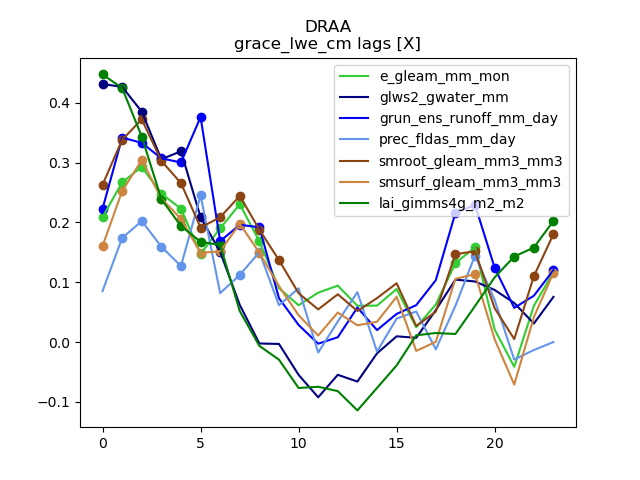 DRAA
grace_lwe_cm lags [X]
e_gleam_mm_mon
glws2_gwater_mm
grun_ens_runoff_mm_day
prec_fldas_mm_day
smroot_gleam_mm3_mm3
smsurf_gleam_mm3_mm3
lai_gimms4g_m2_m2
0.4
0.3
0.2
0.1
0.0
−0.1
0 5 10 15 20